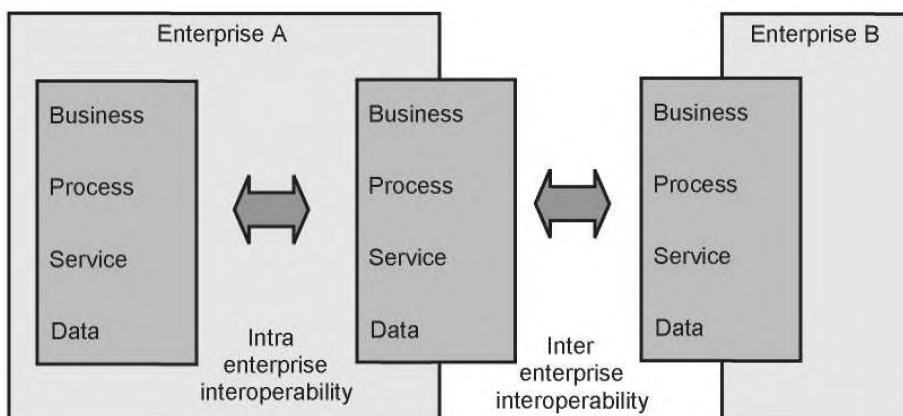 Enterprise A
Enterprise B
Business
Process
Service
Data
Intra
enterprise
interoperability
Business
Process
Service
Data
Inter
enterprise
interoperability
Business
Process
Service
Data